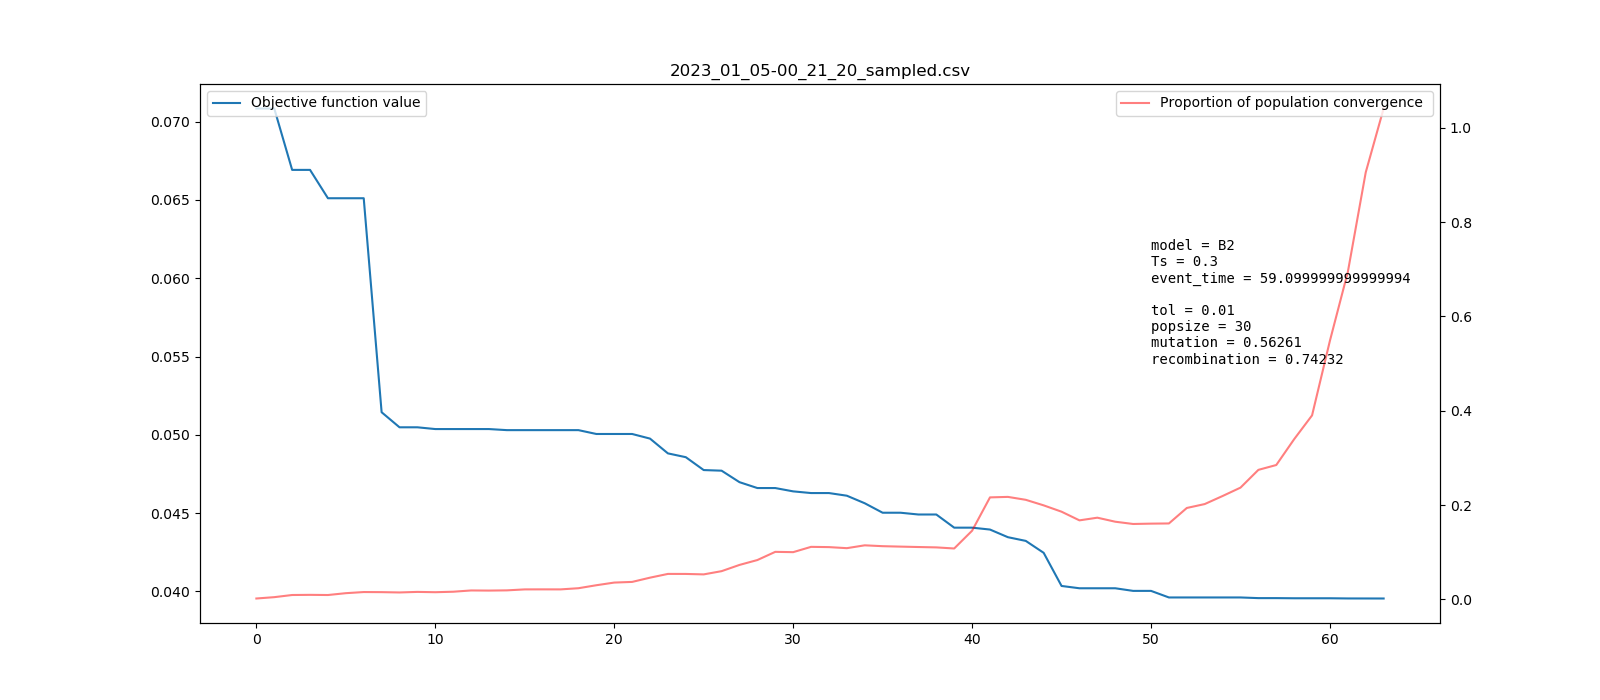 2023_01_05-00_21_20_sampled.csv
Objective function value
Proportion of population convergence
0.070
0.065
0.060
0.055
0.050
0.045
0.040
1.0
0.8
0.6
0.4
0.2
0.0
model = B2
Ts = 0.3
event_time = 59.099999999999994
tol = 0.01
popsize = 30
mutation = 0.56261
recombination = 0.74232
0
10
20
30
40
50
60